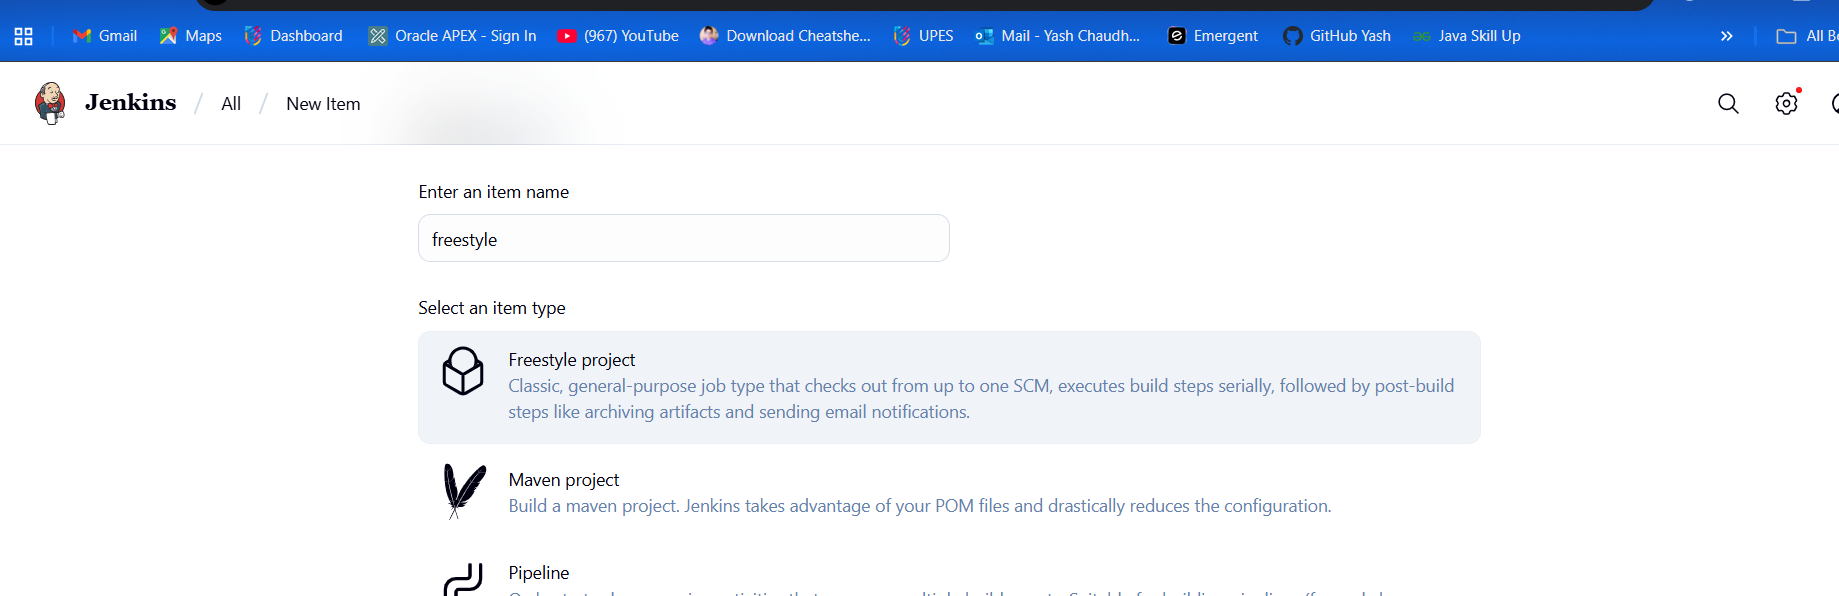 Gmail Maps Dashboard Oracle APEX - Sign In (967) YouTube Download Cheatshe... UPES Mail - Yash Chaudh... Emergent GitHub Yash Java Skill Up » All
Jenkins / All / New Item
Enter an item name
freestyle
Select an item type
Freestyle project
Classic, general-purpose job type that checks out from up to one SCM, executes build steps serially, followed by post-build
steps like archiving artifacts and sending email notifications.
Maven project
Build a maven project. Jenkins takes advantage of your POM files and drastically reduces the configuration.
Pipeline